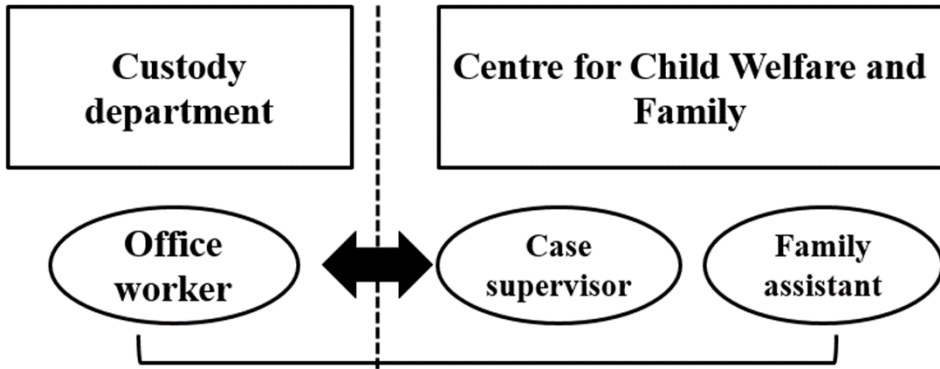 Custody
department
Centre for Child Welfare and
Family
Office
worker
Case
supervisor
Family
assistant